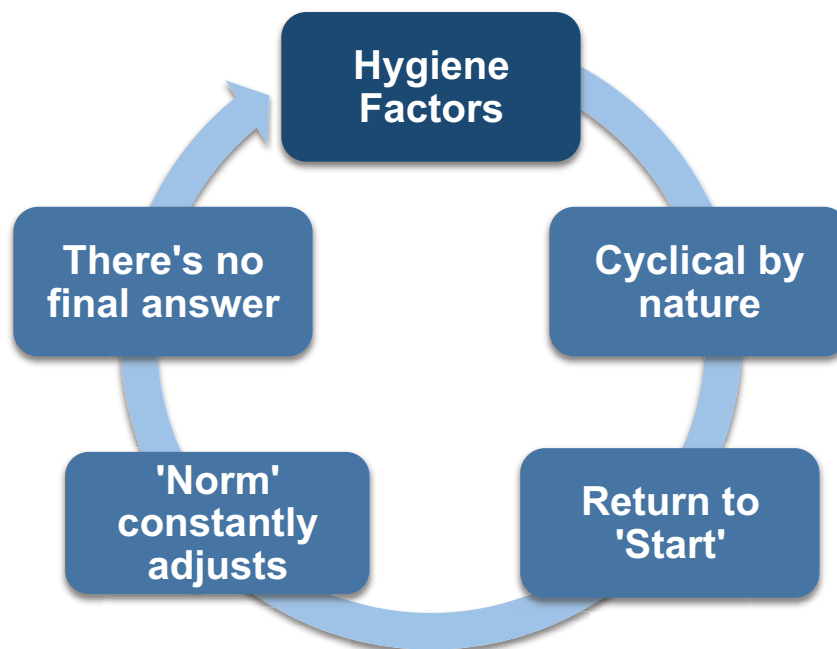 Hygiene
Factors
Cyclical by
nature
Return to
'Start'
'Norm'
constantly
adjusts
There's no
final answer